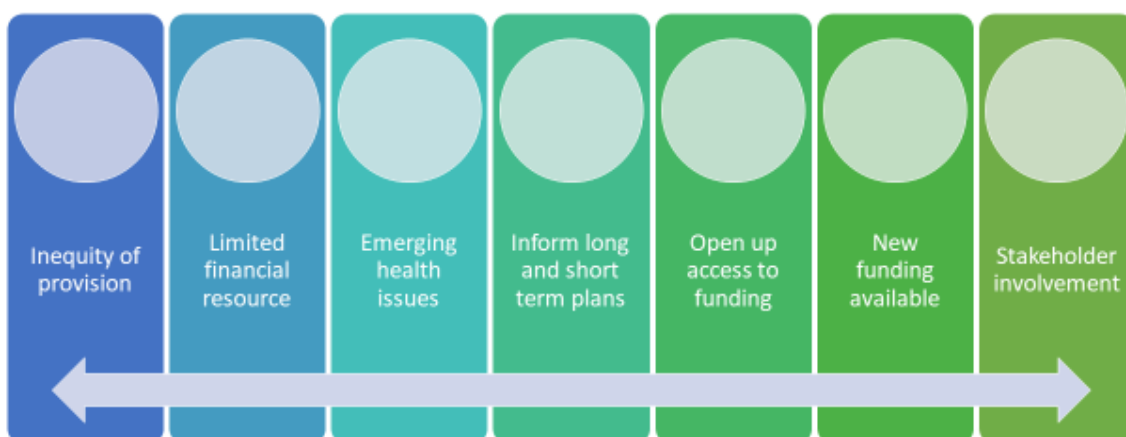 Inequity of
provision
Limited
financial
resource
Emerging
health
issues
Inform long
and short
term plans
Open up
access to
funding
New
funding
available
Stakeholder
involvement